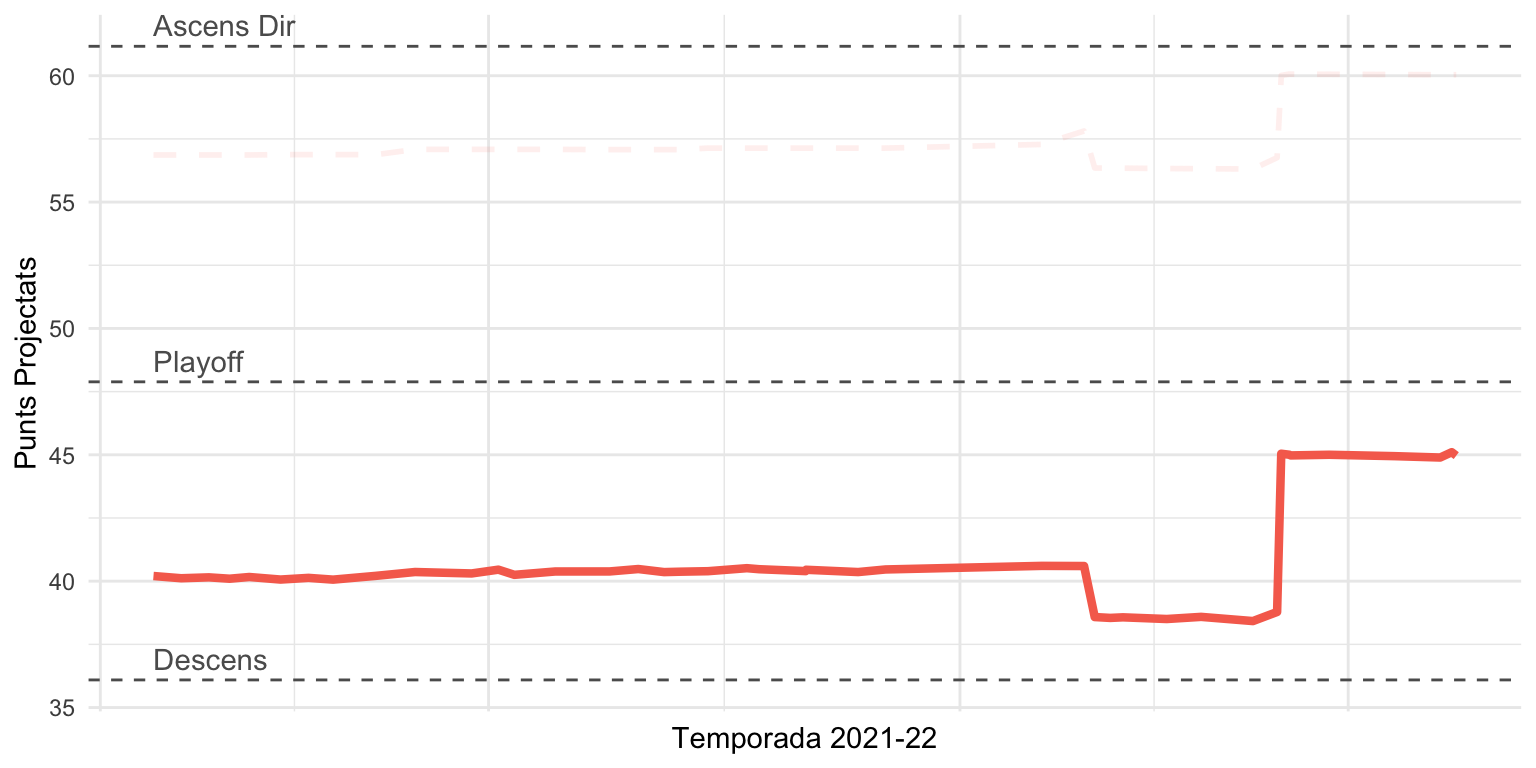 Ascens Dir
60
55
50
Playoff
45
40
Descens
35
Punts Projectats
Temporada 2021-22